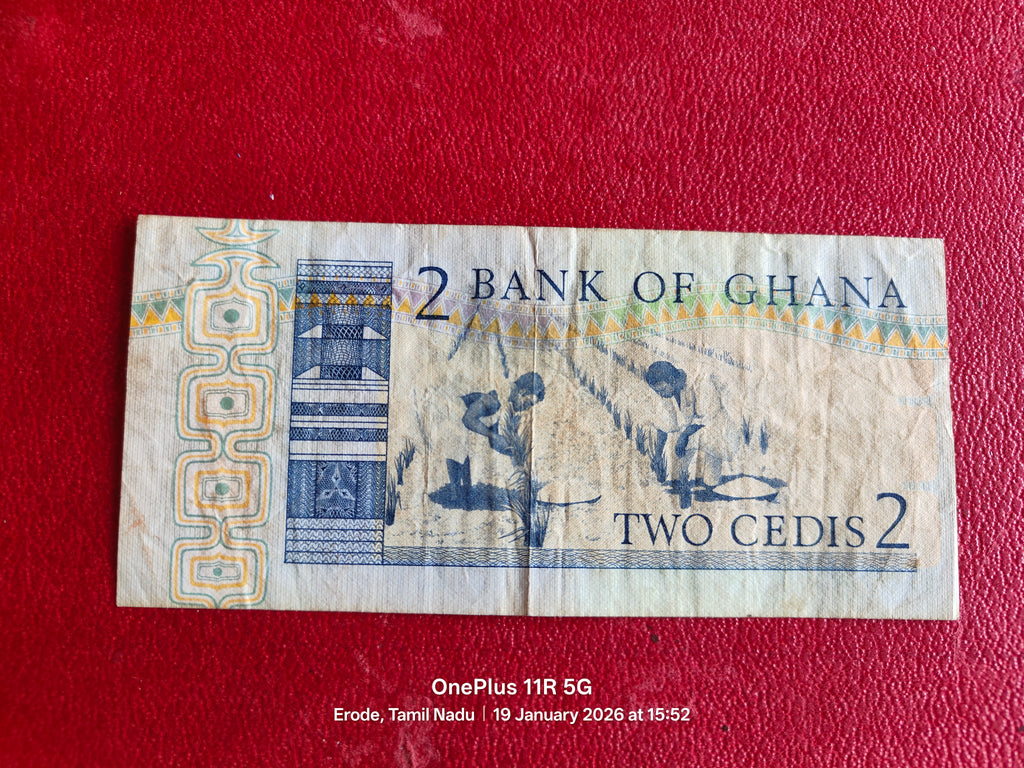 2 BANK OF GHANA
TWO CEDIS 2
OnePlus 11R 5G
Erode, Tamil Nadu | 19 January 2026 at 15:52